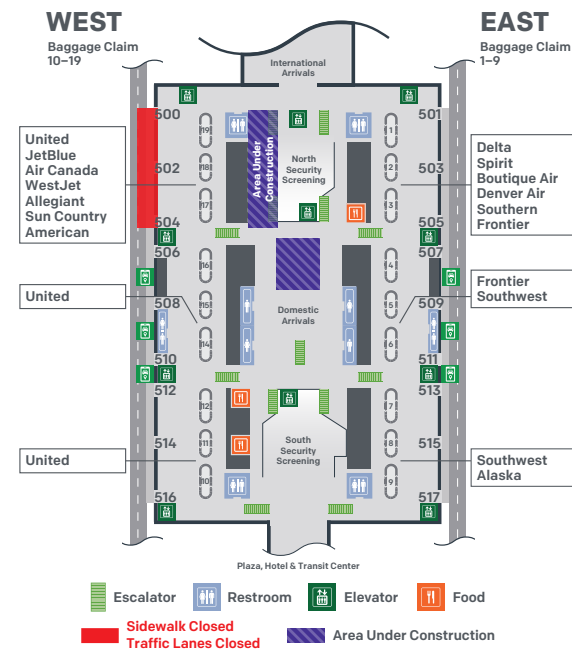 WEST
Baggage Claim
10–19
EAST
Baggage Claim
1–9
International
Arrivals
500
501
19
1
United
JetBlue
Air Canada
WestJet
Allegiant
Sun Country
American
Area Under
Construction
North
Security
Screening
Delta
Spirit
Boutique Air
Denver Air
Southern
Frontier
502
18
2
503
17
3
504
505
506
507
16
4
United
Frontier
Southwest
508
15
Domestic
Arrivals
5
509
14
6
510
511
512
513
12
7
514
11
8
515
United
South
Security
Screening
Southwest
Alaska
10
9
516
517
Plaza, Hotel & Transit Center
Escalator
Restroom
Elevator
Food
Sidewalk Closed
Traffic Lanes Closed
Area Under Construction